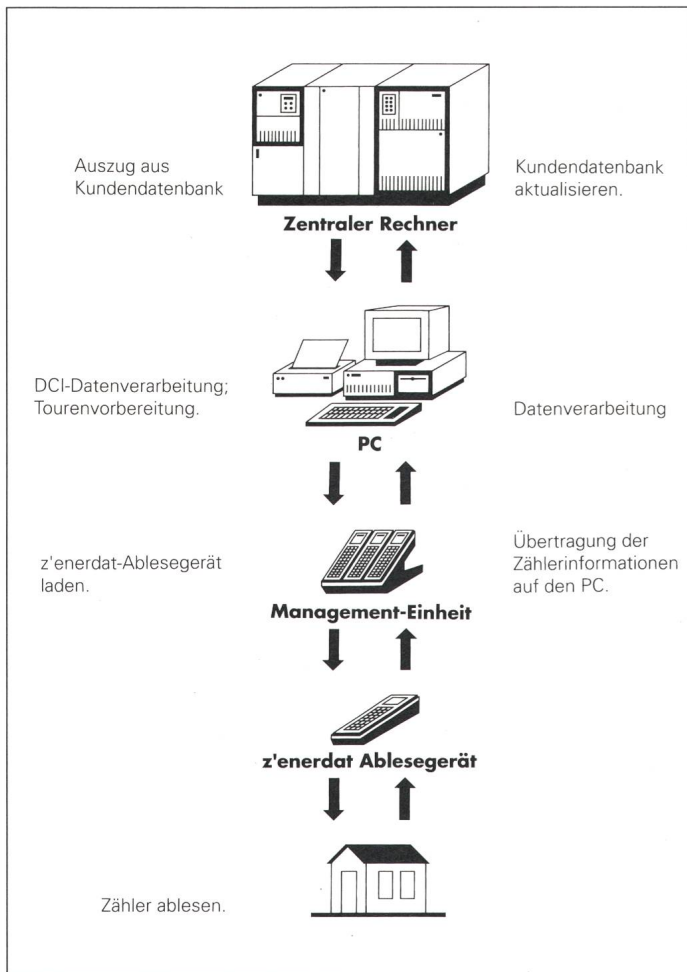 Auszug aus
Kundendatenbank
Kundendatenbank
aktualisieren.
Zentraler Rechner
DCI-Datenverarbeitung;
Tourenvorbereitung.
Datenverarbeitung
PC
z'enerdat-Ablesegerät
laden.
Übertragung der
Zählerinformationen
auf den PC.
Management-Einheit
z'enerdat Ablesegerät
Zähler ablesen.